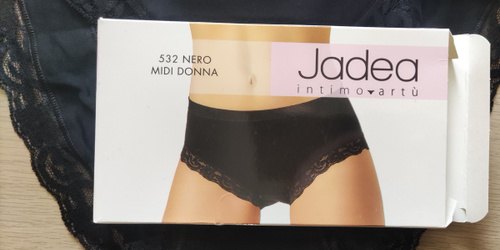 532 NERO
MIDI DONNA
Jadea
intimo artù